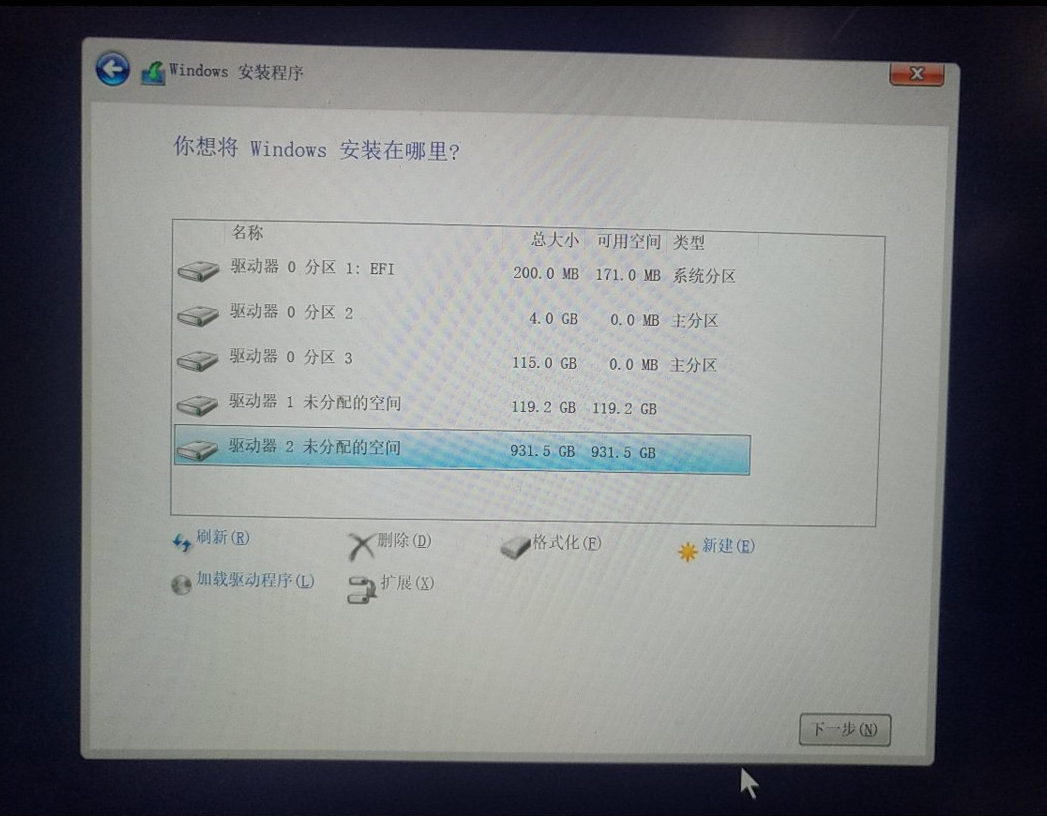 Windows 安装程序
你想将 Windows 安装在哪里?
名称 总大小 可用空间 类型
驱动器 0 分区 1: EFI 200.0 MB 171.0 MB 系统分区
驱动器 0 分区 2 4.0 GB 0.0 MB 主分区
驱动器 0 分区 3 115.0 GB 0.0 MB 主分区
驱动器 1 未分配的空间 119.2 GB 119.2 GB
驱动器 2 未分配的空间 931.5 GB 931.5 GB
刷新(R) 删除(D) 格式化(F) 新建(E)
加载驱动程序(L) 扩展(X)
下一步(N)